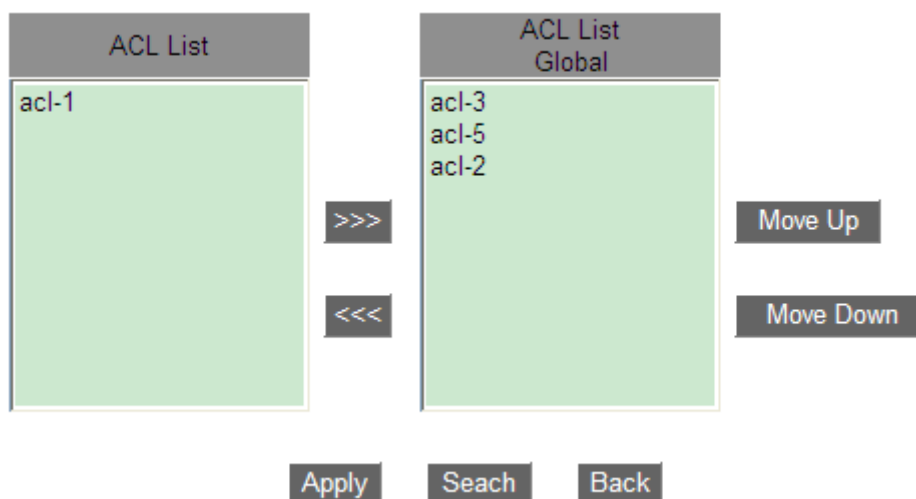 ACL List
ACL List
Global
acl-1
acl-3
acl-5
acl-2
>>>
Move Up
<<<
Move Down
Apply
Seach
Back